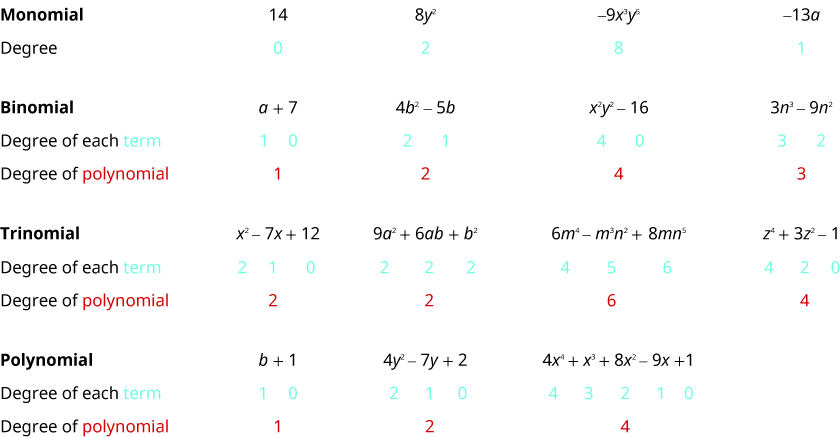 Monomial 14 8y² –9x³y⁵ –13a
Degree 0 2 8 1
Binomial a + 7 4b² – 5b x²y² – 16 3n³ – 9n²
Degree of each term 1 0 2 1 4 0 3 2
Degree of polynomial 1 2 4 3
Trinomial x² – 7x + 12 9a² + 6ab + b² 6m⁴ – m³n² + 8mn⁵ z⁴ + 3z² – 1
Degree of each term 2 1 0 2 2 2 4 5 6 4 2 0
Degree of polynomial 2 2 6 4
Polynomial b + 1 4y² – 7y + 2 4x⁴ + x³ + 8x² – 9x +1
Degree of each term 1 0 2 1 0 4 3 2 1 0
Degree of polynomial 1 2 4